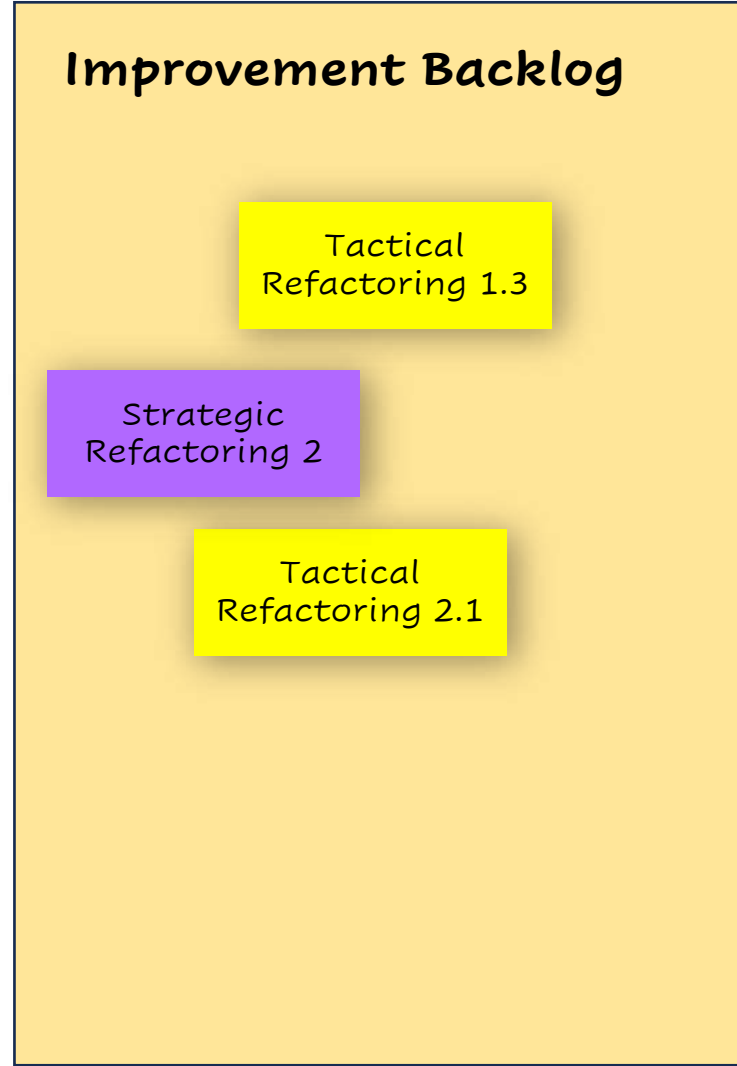 Improvement Backlog
Tactical
Refactoring 1.3
Strategic
Refactoring 2
Tactical
Refactoring 2.1